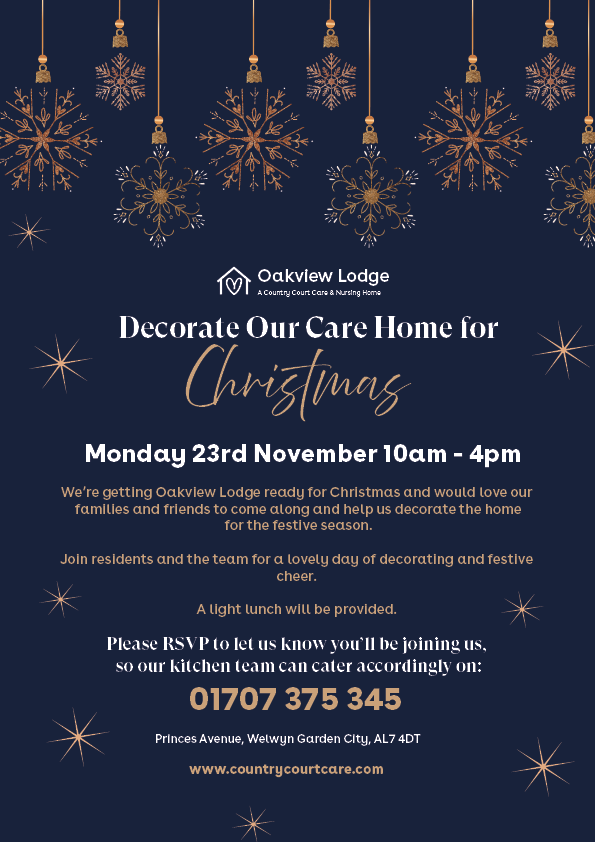 Oakview Lodge
A Country Court Care & Nursing Home
Decorate Our Care Home for
Christmas
Monday 23rd November 10am - 4pm
We're getting Oakview Lodge ready for Christmas and would love our
families and friends to come along and help us decorate the home
for the festive season.
Join residents and the team for a lovely day of decorating and festive
cheer.
A light lunch will be provided.
Please RSVP to let us know you'll be joining us,
so our kitchen team can cater accordingly on:
01707 375 345
Princes Avenue, Welwyn Garden City, AL7 4DT
www.countrycourtcare.com